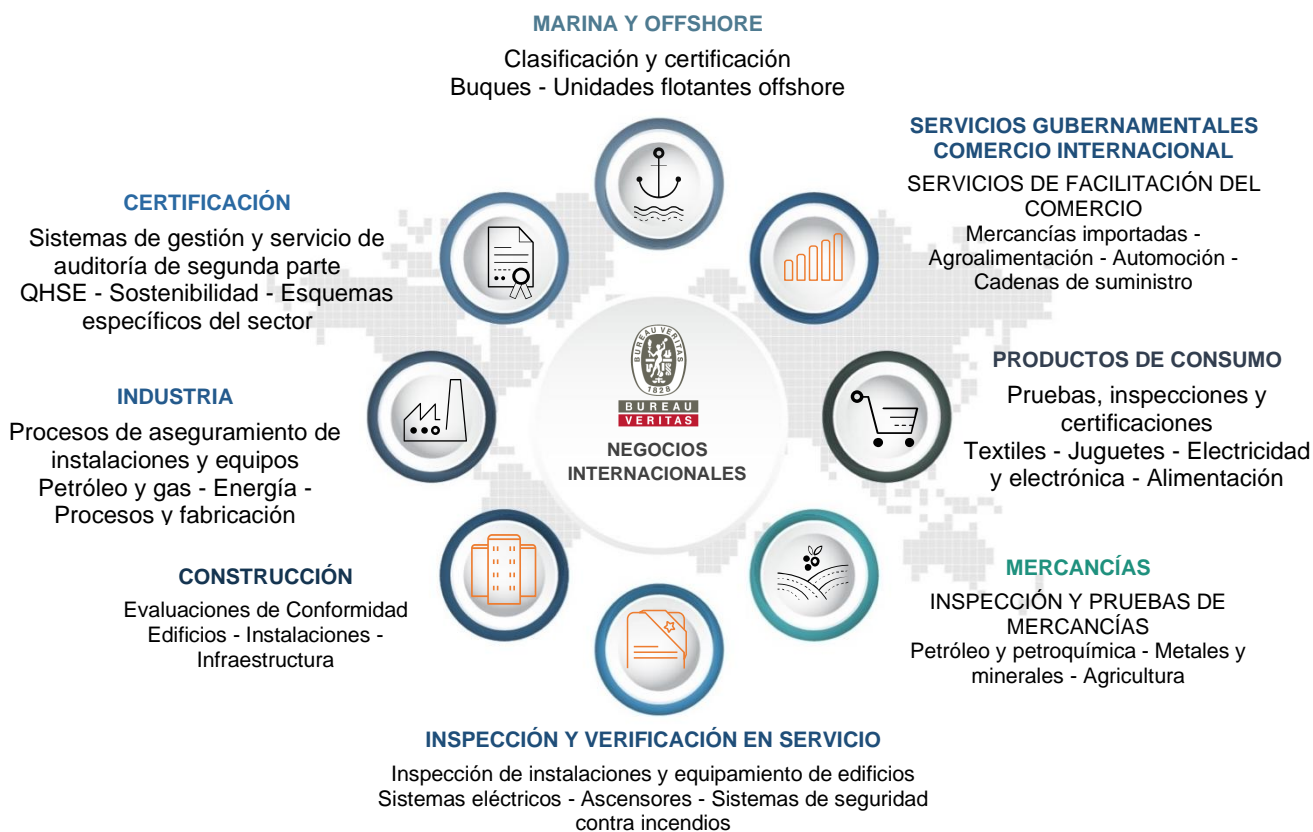 MARINA Y OFFSHORE
Clasificación y certificación
Buques - Unidades flotantes offshore
SERVICIOS GUBERNAMENTALES
COMERCIO INTERNACIONAL
SERVICIOS DE FACILITACIÓN DEL
COMERCIO
Mercancías importadas -
Agroalimentación - Automoción -
Cadenas de suministro
CERTIFICACIÓN
Sistemas de gestión y servicio de
auditoría de segunda parte
QHSE - Sostenibilidad - Esquemas
específicos del sector
BUREAU VERITAS
1828
BUREAU
VERITAS
NEGOCIOS
INTERNACIONALES
PRODUCTOS DE CONSUMO
Pruebas, inspecciones y
certificaciones
Textiles - Juguetes - Electricidad
y electrónica - Alimentación
INDUSTRIA
Procesos de aseguramiento de
instalaciones y equipos
Petróleo y gas - Energía -
Procesos y fabricación
MERCANCÍAS
INSPECCIÓN Y PRUEBAS DE
MERCANCÍAS
Petróleo y petroquímica - Metales y
minerales - Agricultura
CONSTRUCCIÓN
Evaluaciones de Conformidad
Edificios - Instalaciones -
Infraestructura
INSPECCIÓN Y VERIFICACIÓN EN SERVICIO
Inspección de instalaciones y equipamiento de edificios
Sistemas eléctricos - Ascensores - Sistemas de seguridad
contra incendios